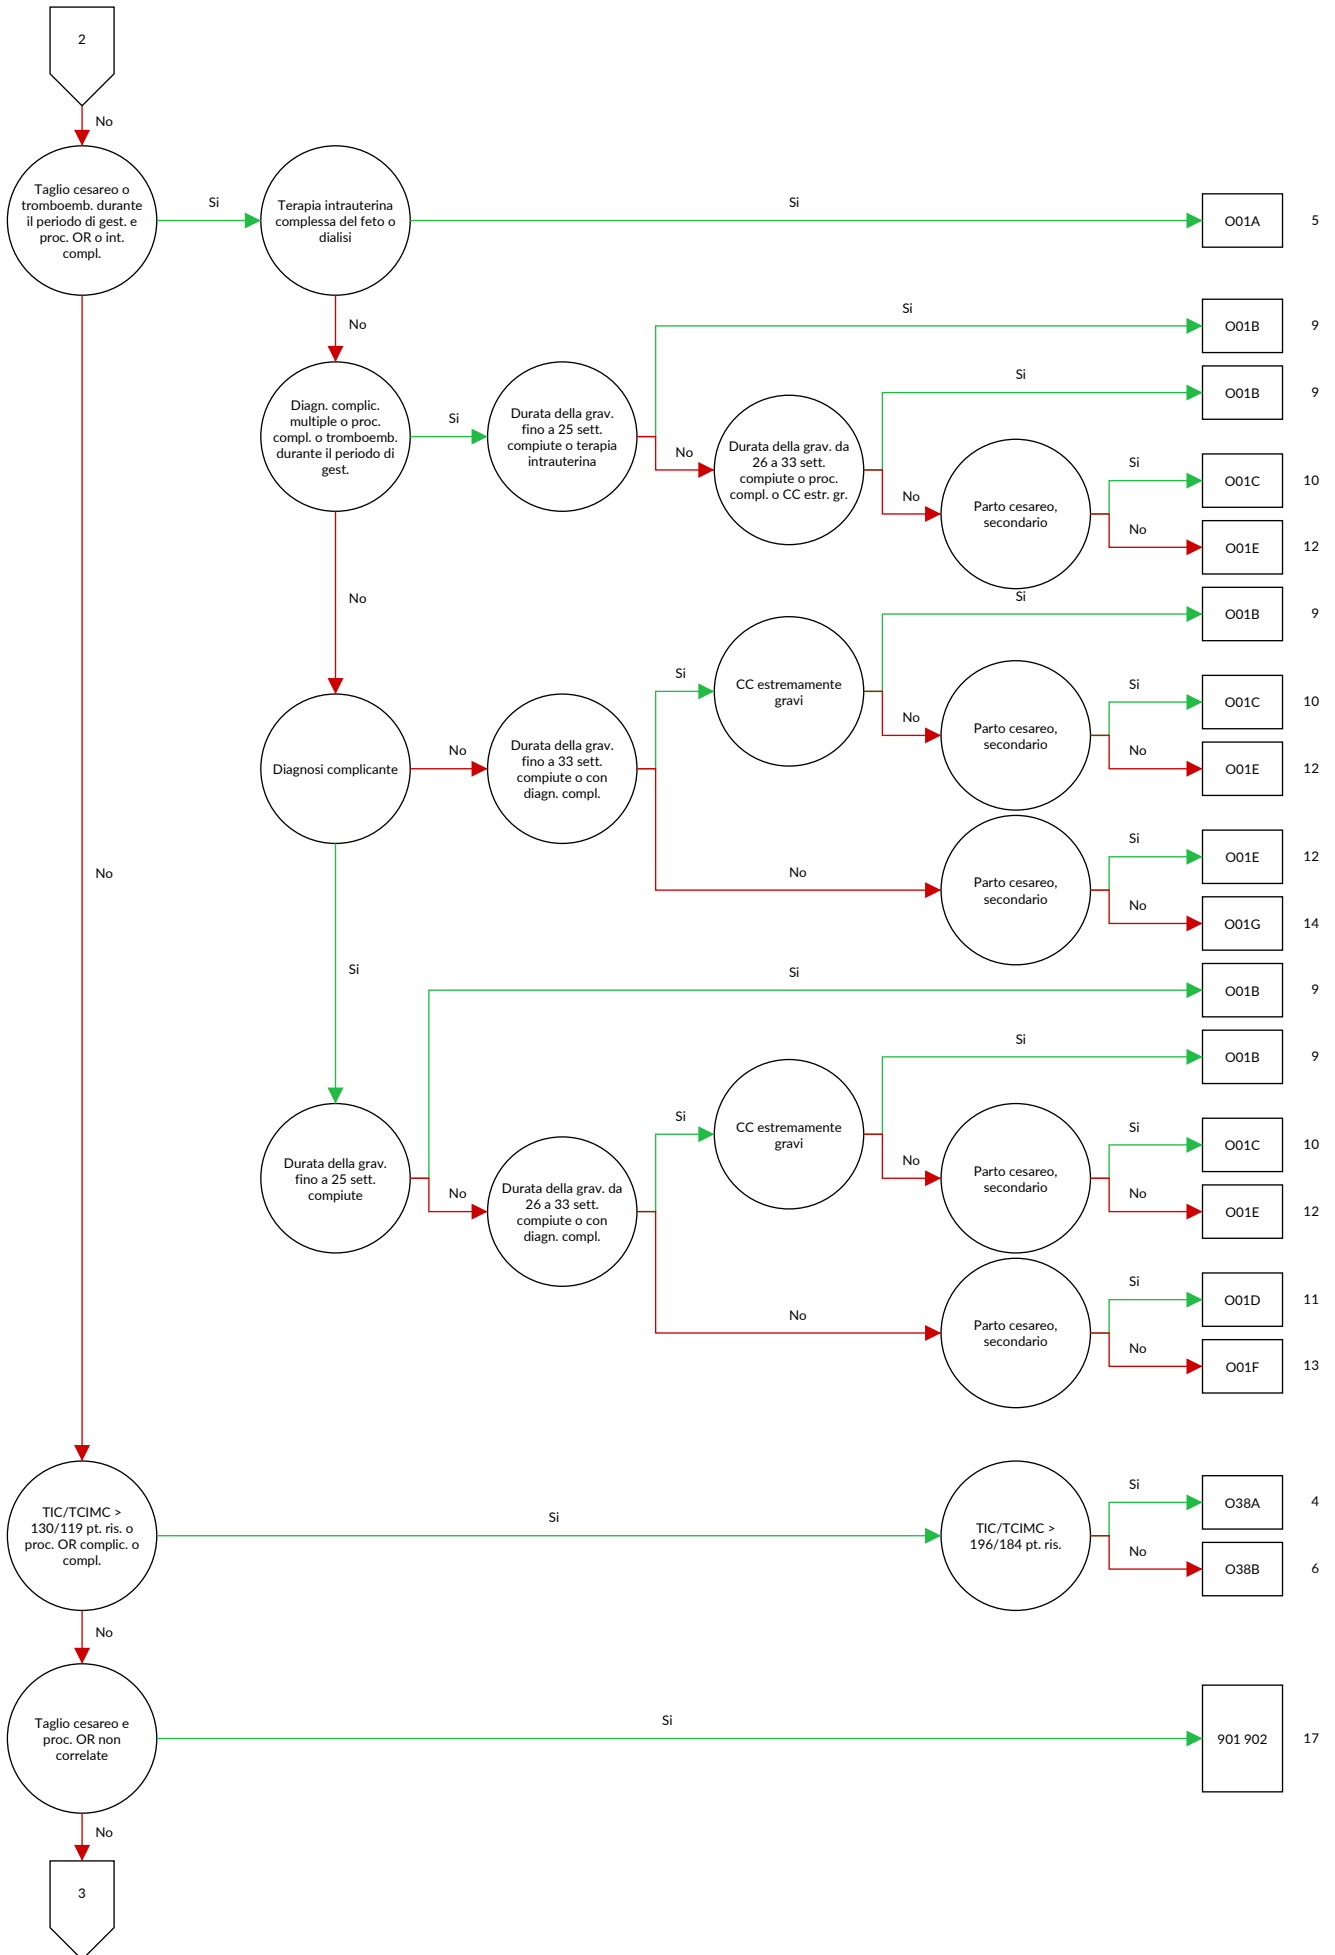 2
No
Taglio cesareo o
tromboemb. durante
il periodo di gest. e
proc. OR o int.
compl.
Si
Terapia intrauterina
complessa del feto o
dialisi
Si
O01A
5
No
Si
O01B
9
Diagn. complic.
multiple o proc.
compl. o tromboemb.
durante il periodo di
gest.
Si
Durata della grav.
fino a 25 sett.
compiute o terapia
intrauterina
No
Durata della grav. da
26 a 33 sett.
compiute o proc.
compl. o CC estr. gr.
Si
O01B
9
No
Parto cesareo,
secondario
Si
O01C
10
No
O01E
12
No
Si
O01B
9
CC estremamente
gravi
Si
No
Parto cesareo,
secondario
Si
O01C
10
No
O01E
12
Diagnosi complicante
No
Durata della grav.
fino a 33 sett.
compiute o con
diagn. compl.
No
Parto cesareo,
secondario
Si
O01E
12
No
O01G
14
No
Si
Si
O01B
9
Si
O01B
9
CC estremamente
gravi
Si
No
Parto cesareo,
secondario
Si
O01C
10
No
O01E
12
Durata della grav.
fino a 25 sett.
compiute
No
Durata della grav. da
26 a 33 sett.
compiute o con
diagn. compl.
No
Parto cesareo,
secondario
Si
O01D
11
No
O01F
13
TIC/TCIMC >
130/119 pt. ris. o
proc. OR complic. o
compl.
Si
TIC/TCIMC >
196/184 pt. ris.
Si
O38A
4
No
O38B
6
No
Taglio cesareo e
proc. OR non
correlate
Si
901 902
17
No
3